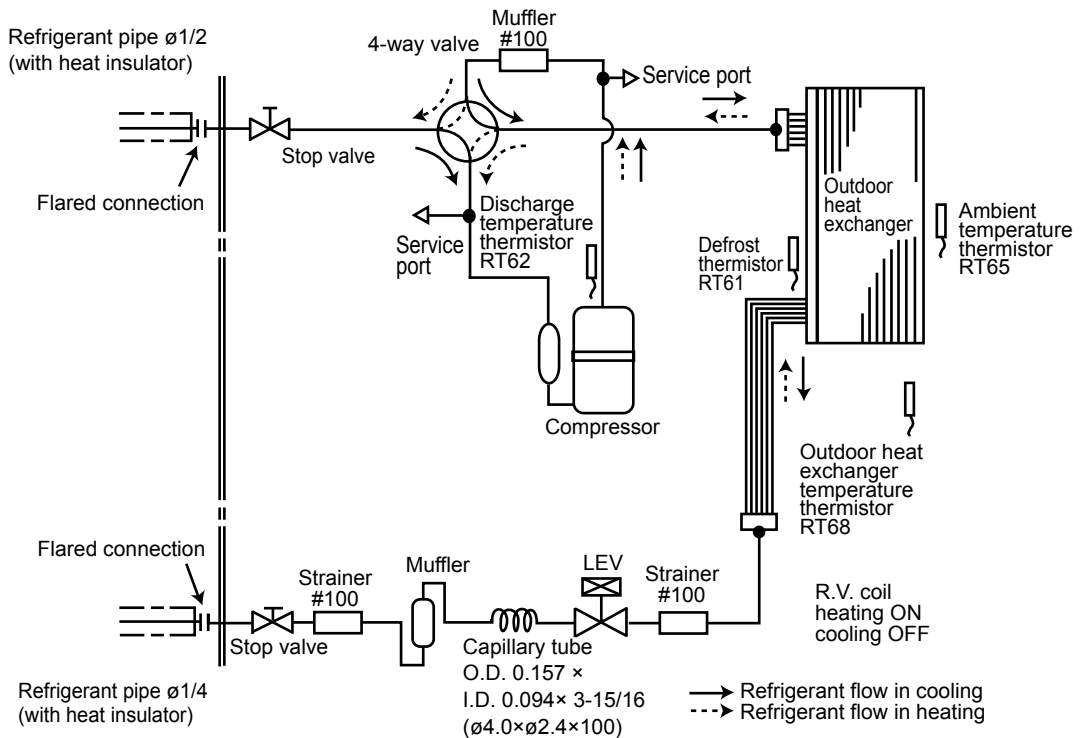 Refrigerant pipe ø1/2
(with heat insulator)
4-way valve
Muffler
#100
Service port
Stop valve
Flared connection
Service
port
Discharge
temperature
thermistor
RT62
Outdoor
heat
exchanger
Defrost
thermistor
RT61
Ambient
temperature
thermistor
RT65
Compressor
Outdoor heat
exchanger
temperature
thermistor
RT68
Flared connection
Stop valve
Strainer
#100
Muffler
LEV
Strainer
#100
R.V. coil
heating ON
cooling OFF
Capillary tube
O.D. 0.157 ×
I.D. 0.094× 3-15/16
(ø4.0×ø2.4×100)
Refrigerant pipe ø1/4
(with heat insulator)
Refrigerant flow in cooling
Refrigerant flow in heating